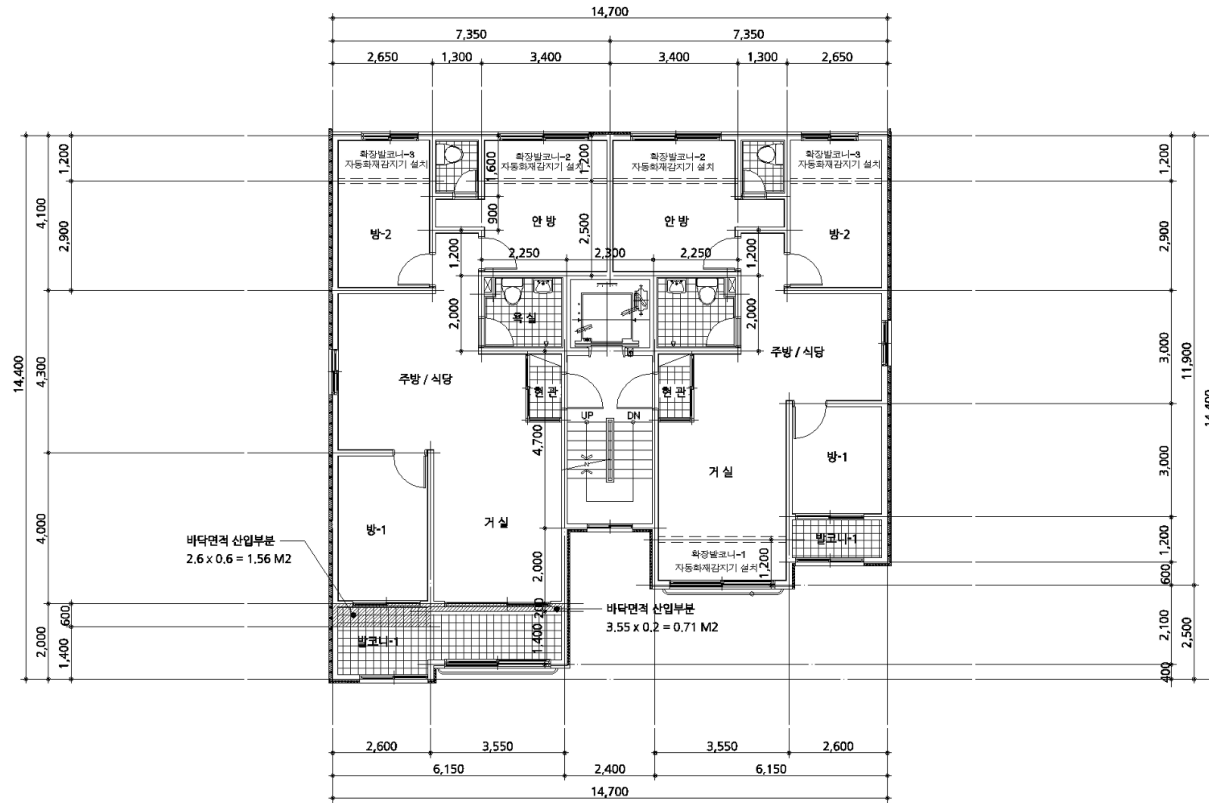 14,700
7,350
7,350
2,650
1,300
3,400
3,400
1,300
2,650
확장발코니-3
자동화재감지기 설치
확장발코니-2
자동화재감지기 설치
확장발코니-2
자동화재감지기 설치
확장발코니-3
자동화재감지기 설치
1,200
4,100
2,900
1,600
1,200
900
2,500
1,200
2,900
방-2
안 방
안 방
방-2
1,200
2,250
2,300
2,250
1,200
2,000
욕 실
2,000
14,400
4,300
주방 / 식당
현 관
현 관
주방 / 식당
3,000
11,900
14,400
UP
DN
4,700
거 실
방-1
3,000
4,000
방-1
거 실
바닥면적 산입부분
2.6 x 0.6 = 1.56 M2
2,000
확장발코니-1
자동화재감지기 설치
1,200
발코니-1
1,200
600
600
2,000
1,400
발코니-1
200
1,400
바닥면적 산입부분
3.55 x 0.2 = 0.71 M2
2,100
2,500
400
2,600
3,550
3,550
2,600
6,150
2,400
6,150
14,700